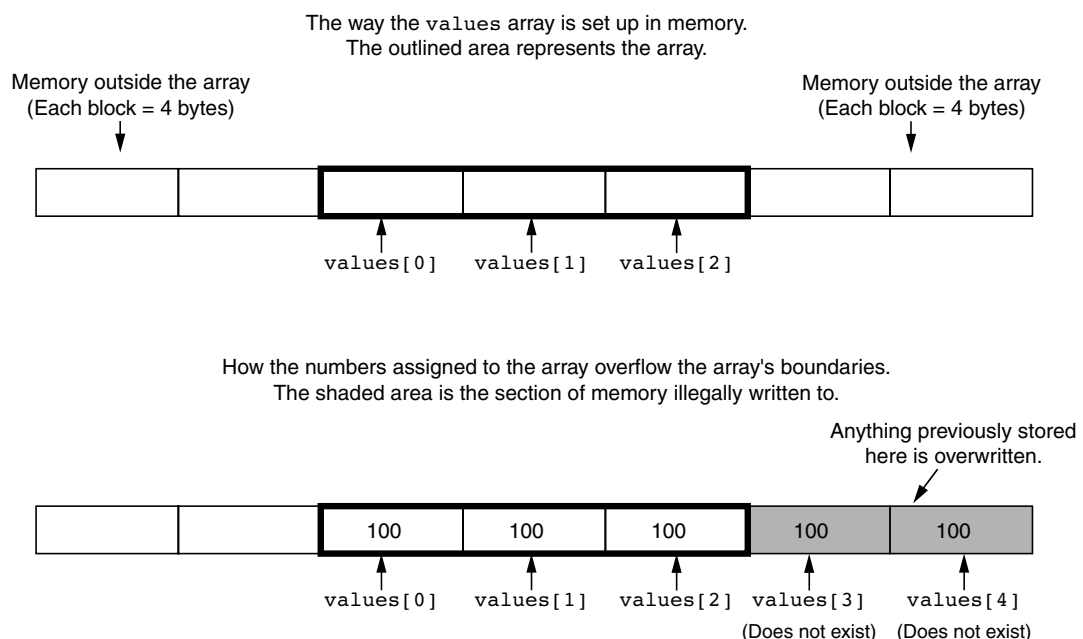 The way the values array is set up in memory.
The outlined area represents the array.
Memory outside the array
(Each block = 4 bytes)
Memory outside the array
(Each block = 4 bytes)
values[0]
values[1]
values[2]
How the numbers assigned to the array overflow the array's boundaries.
The shaded area is the section of memory illegally written to.
Anything previously stored
here is overwritten.
100
100
100
100
100
values[0]
values[1]
values[2]
values[3]
(Does not exist)
values[4]
(Does not exist)